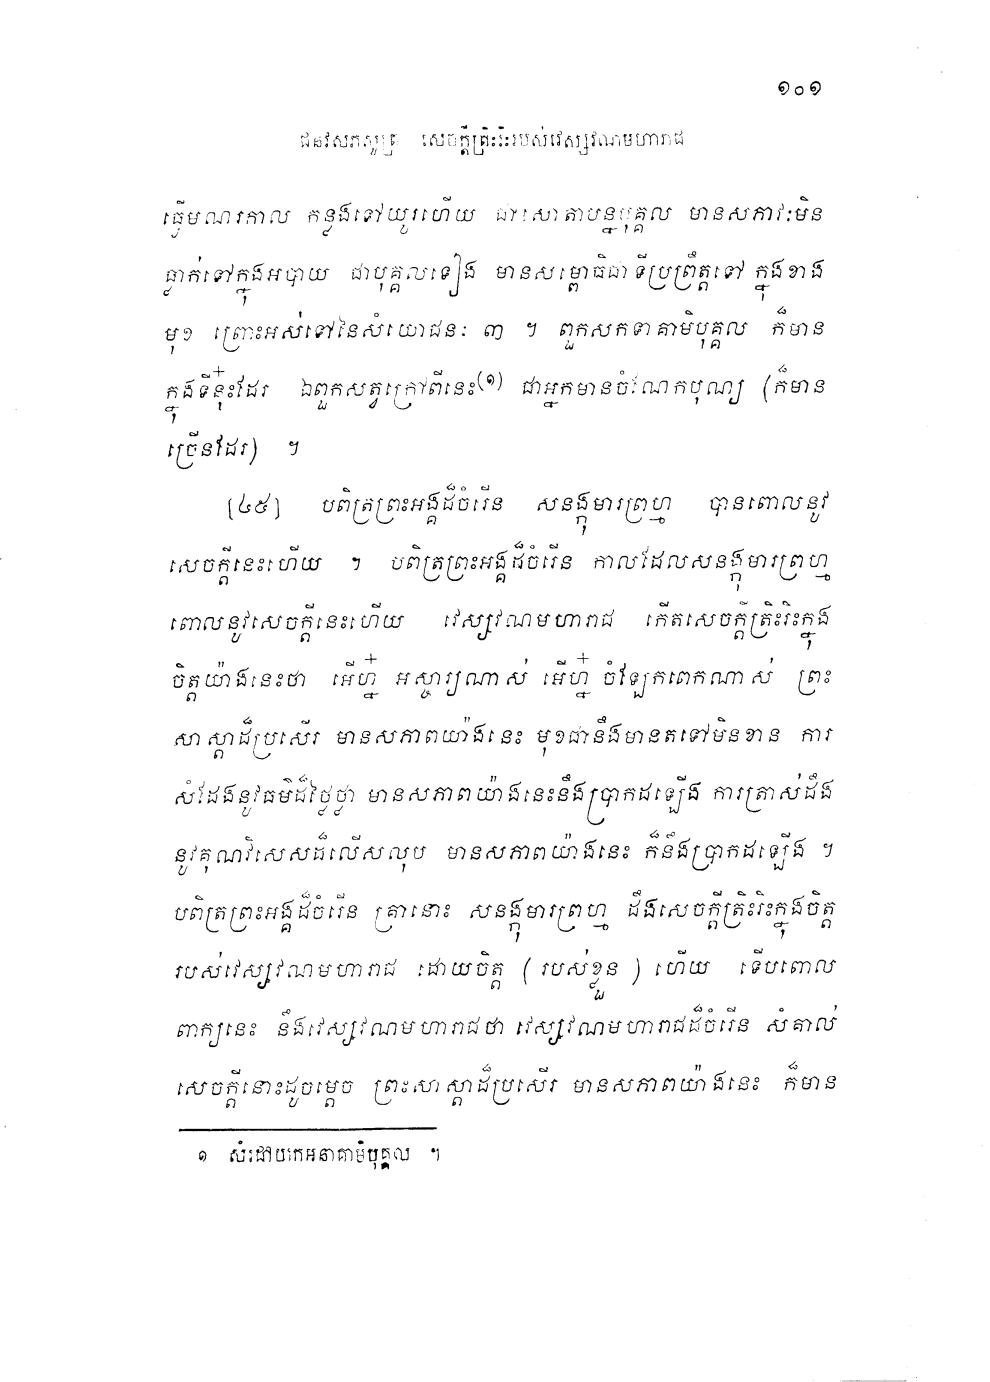 ១០១
ជនវសភសូត្រ សេចក្តីត្រិះរិះរបស់វេស្សវណមហារាជ
ធ្វើមណរកាល កន្លងទៅយូរហើយ ជាសោតាបន្នបុគ្គល មានសភាវៈមិន
ធ្លាក់ទៅក្នុងអបាយ ជាបុគ្គលទៀង មានសម្ពោធិជាទីប្រព្រឹត្តទៅ ក្នុងខាង
មុខ ព្រោះអស់ទៅនៃសំយោជនៈ ៣ ។ ពួកសកទាគាមិបុគ្គល ក៏មាន
ក្នុងទីនុ៎ះដែរ ឯពួកសត្វក្រៅពីនេះ(១) ជាអ្នកមានចំណែកបុណ្យ (ក៏មាន
ច្រើនដែរ) ។
[៤៥] បពិត្រព្រះអង្គដ៏ចំរើន សនង្កុមារព្រហ្ម បានពោលនូវ
សេចក្តីនេះហើយ ។ បពិត្រព្រះអង្គដ៏ចំរើន កាលដែលសនង្កុមារព្រហ្ម
ពោលនូវសេចក្តីនេះហើយ វេស្សវណមហារាជ កើតសេចក្តីត្រិះរិះក្នុង
ចិត្តយ៉ាងនេះថា អើហ្ន៎ អស្ចារ្យណាស់ អើហ្ន៎ ចំឡែកពេកណាស់ ព្រះ
សាស្តាដ៏ប្រសើរ មានសភាពយ៉ាងនេះ មុខជានឹងមានតទៅមិនខាន ការ
សំដែងនូវធម៌ដ៏ថ្លៃថ្លា មានសភាពយ៉ាងនេះនឹងប្រាកដឡើង ការត្រាស់ដឹង
នូវគុណវិសេសដ៏លើសលុប មានសភាពយ៉ាងនេះ ក៏នឹងប្រាកដឡើង ។
បពិត្រព្រះអង្គដ៏ចំរើន គ្រានោះ សនង្កុមារព្រហ្ម ដឹងសេចក្តីត្រិះរិះក្នុងចិត្ត
របស់វេស្សវណមហារាជ ដោយចិត្ត (របស់ខ្លួន) ហើយ ទើបពោល
ពាក្យនេះ នឹងវេស្សវណមហារាជថា វេស្សវណមហារាជដ៏ចំរើន សំគាល់
សេចក្តីនោះដូចម្តេច ព្រះសាស្តាដ៏ប្រសើរ មានសភាពយ៉ាងនេះ ក៏មាន
១ សំដៅយកអនាគាមិបុគ្គល ។